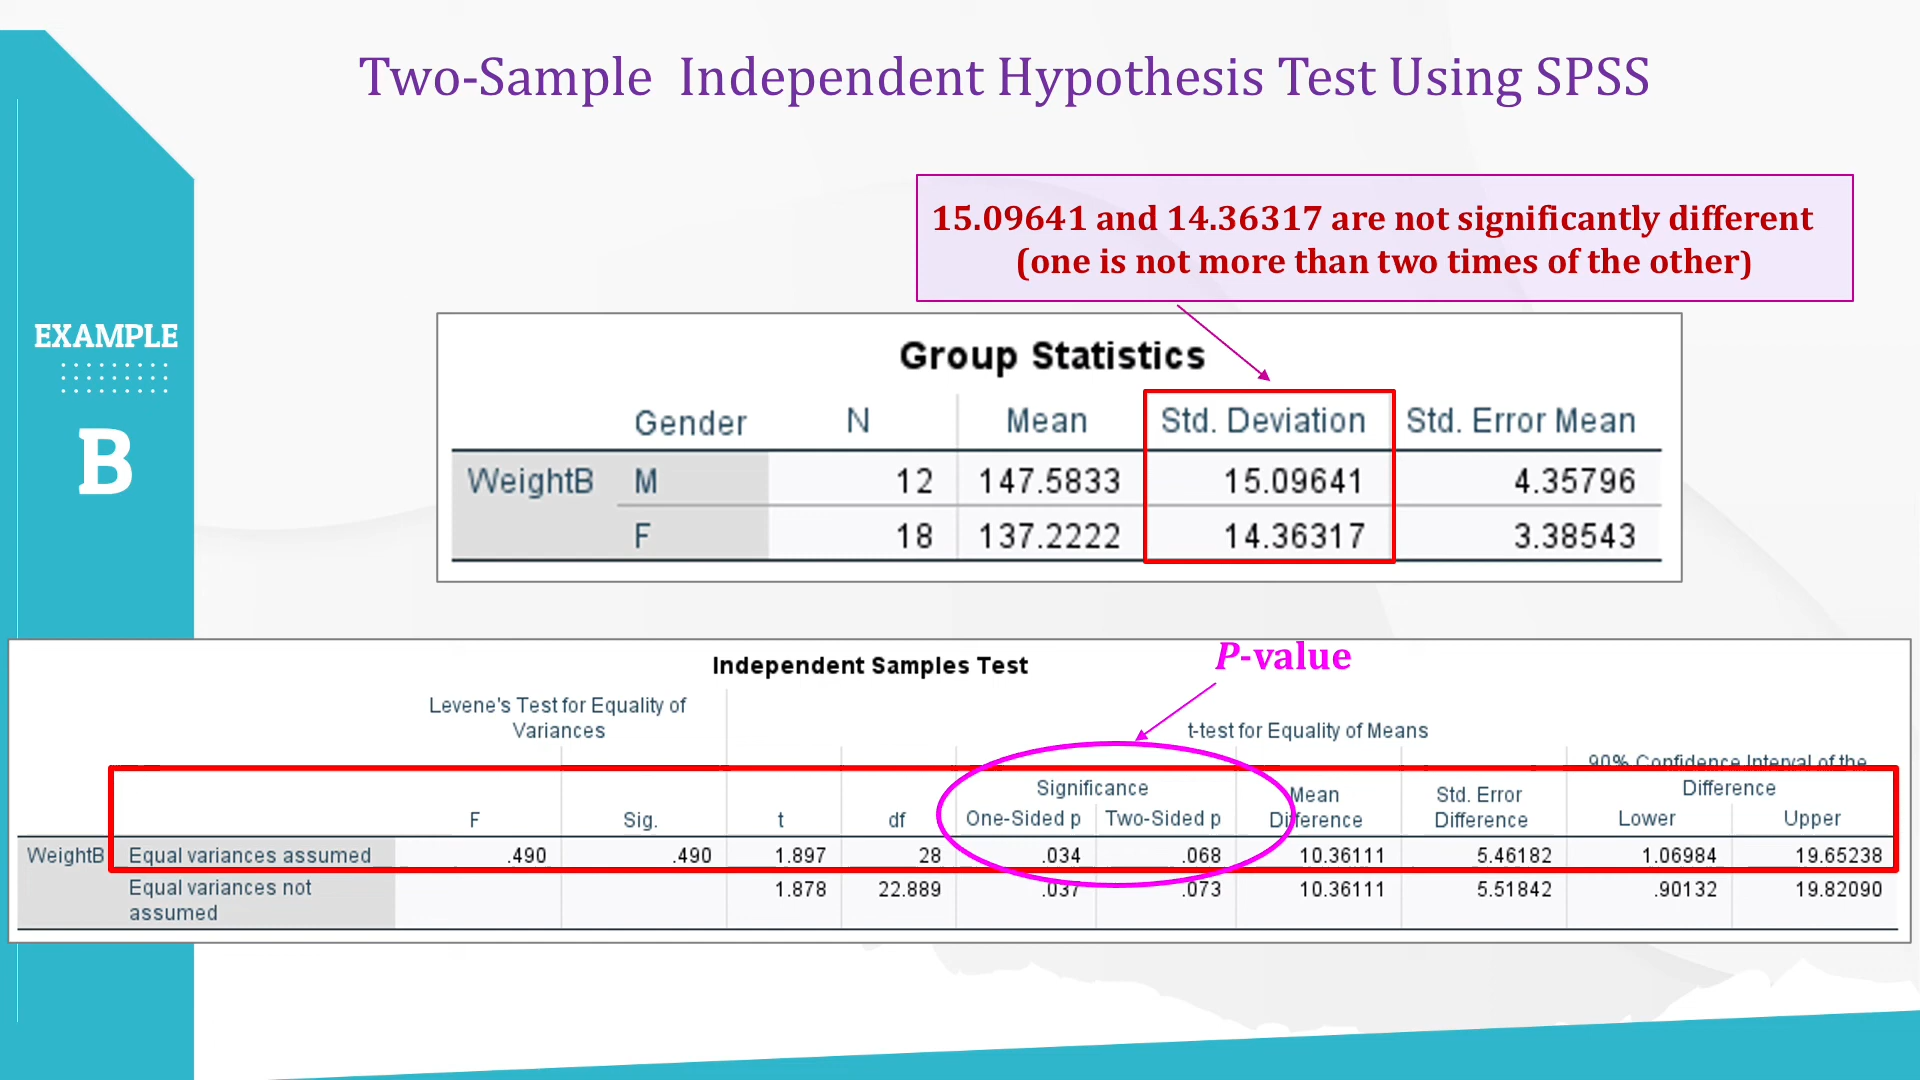 Two-Sample Independent Hypothesis Test Using SPSS
15.09641 and 14.36317 are not significantly different
(one is not more than two times of the other)
EXAMPLE
B
Group Statistics
Gender N Mean Std. Deviation Std. Error Mean
WeightB M 12 147.5833 15.09641 4.35796
F 18 137.2222 14.36317 3.38543
P-value
Independent Samples Test
Levene's Test for Equality of
Variances
t-test for Equality of Means
90% Confidence Interval of the
Significance Mean Std. Error Difference
F Sig. t df One-Sided p Two-Sided p Difference Difference Lower Upper
WeightB Equal variances assumed .490 .490 1.897 28 .034 .068 10.36111 5.46182 1.06984 19.65238
Equal variances not 1.878 22.889 .037 .073 10.36111 5.51842 .90132 19.82090
assumed